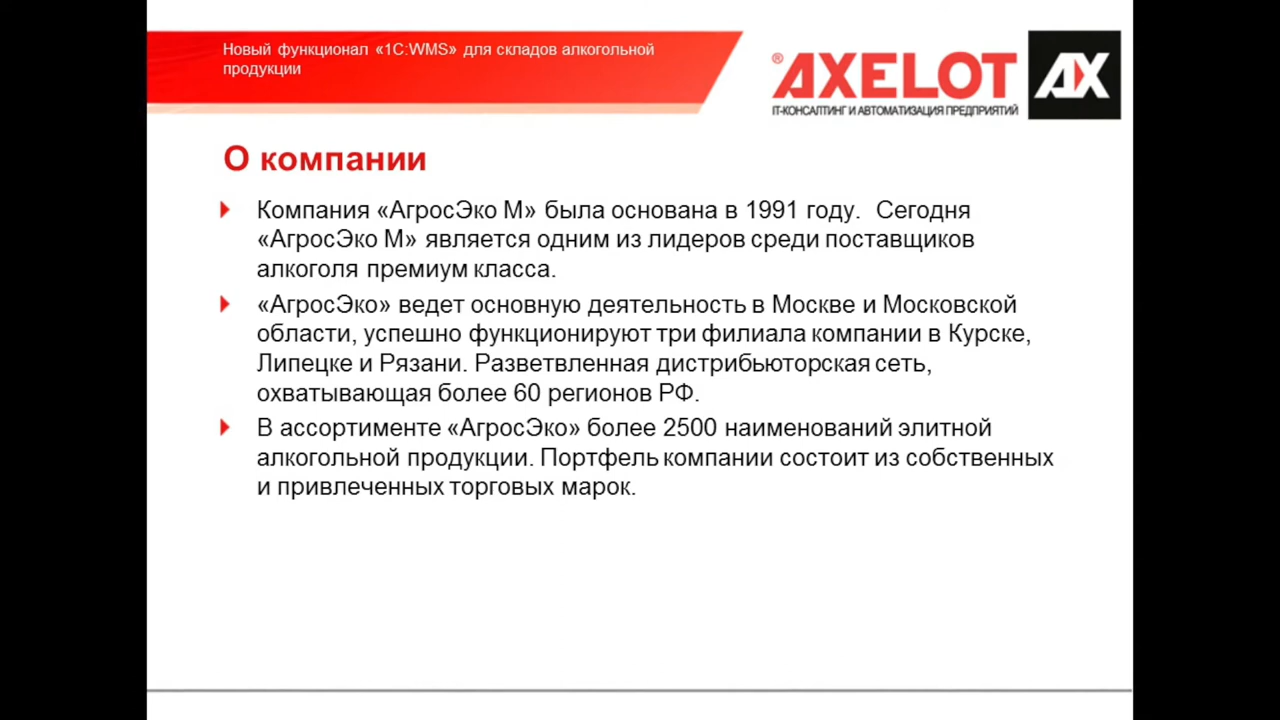 Новый функционал «1С:WMS» для складов алкогольной
продукции
® AXELOT AX
IT-КОНСАЛТИНГ И АВТОМАТИЗАЦИЯ ПРЕДПРИЯТИЙ
О компании
Компания «АгросЭко М» была основана в 1991 году. Сегодня
«АгросЭко М» является одним из лидеров среди поставщиков
алкоголя премиум класса.
«АгросЭко» ведет основную деятельность в Москве и Московской
области, успешно функционируют три филиала компании в Курске,
Липецке и Рязани. Разветвленная дистрибьюторская сеть,
охватывающая более 60 регионов РФ.
В ассортименте «АгросЭко» более 2500 наименований элитной
алкогольной продукции. Портфель компании состоит из собственных
и привлеченных торговых марок.